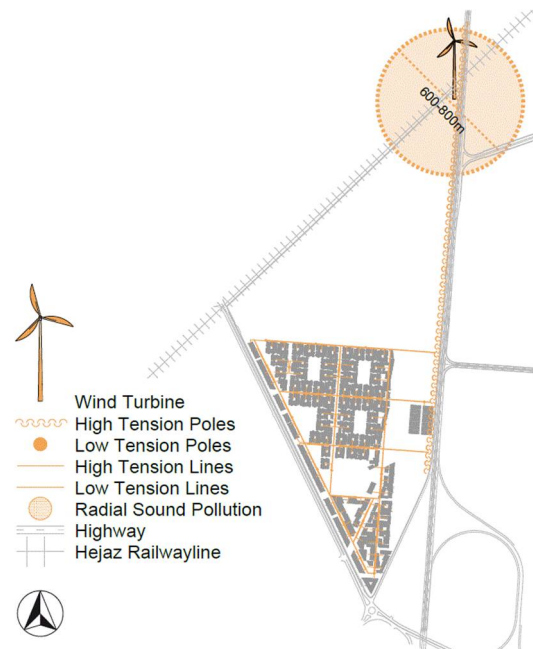 600-800m
Wind Turbine
High Tension Poles
Low Tension Poles
High Tension Lines
Low Tension Lines
Radial Sound Pollution
Highway
Hejaz Railwayline